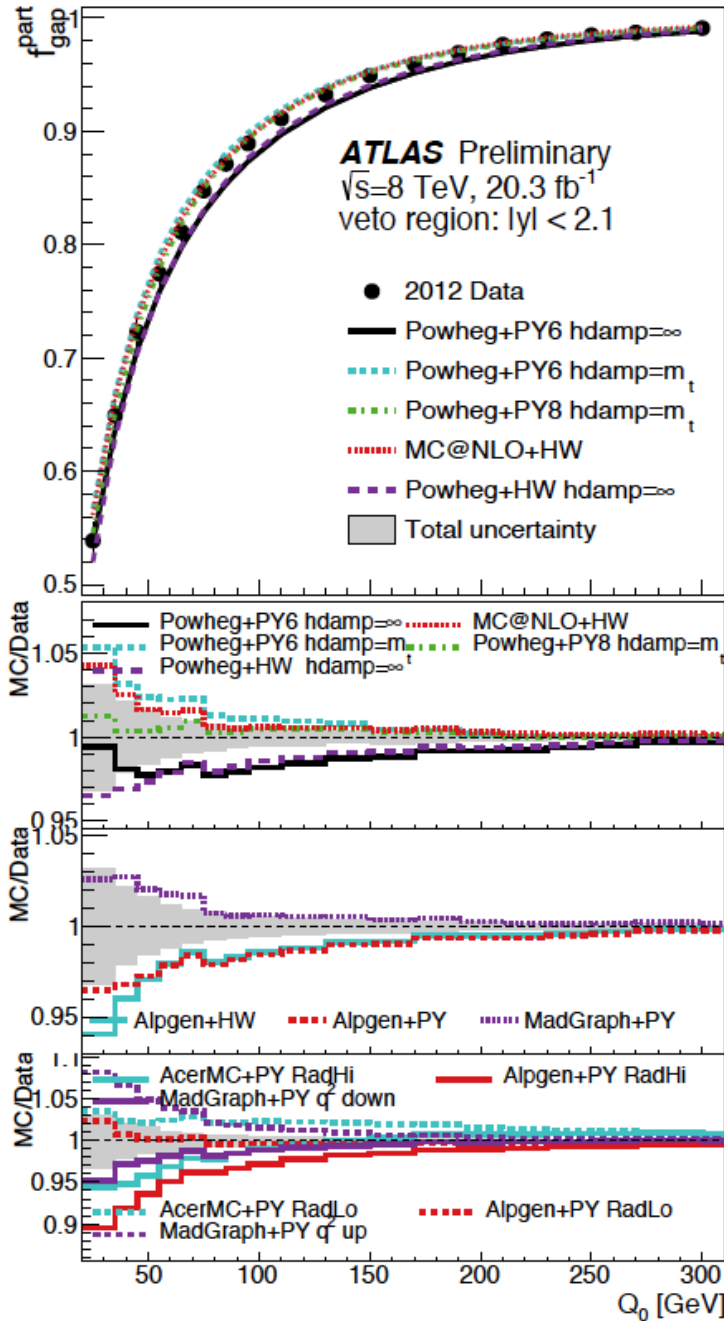 f_gap^part
1
0.9
0.8
0.7
0.6
0.5
ATLAS Preliminary
√s=8 TeV, 20.3 fb⁻¹
veto region: |y| < 2.1
2012 Data
Powheg+PY6 hdamp=∞
Powheg+PY6 hdamp=m_t
Powheg+PY8 hdamp=m_t
MC@NLO+HW
Powheg+HW hdamp=∞
Total uncertainty
MC/Data
1.05
1
0.95
Powheg+PY6 hdamp=∞ MC@NLO+HW
Powheg+PY6 hdamp=m_t Powheg+PY8 hdamp=m_t
Powheg+HW hdamp=∞
MC/Data
1.05
1
0.95
Alpgen+HW Alpgen+PY MadGraph+PY
MC/Data
1.1
1.05
1
0.95
0.9
AcerMC+PY RadHi Alpgen+PY RadHi
MadGraph+PY q² down
AcerMC+PY RadLo Alpgen+PY RadLo
MadGraph+PY q² up
50 100 150 200 250 300
Q₀ [GeV]